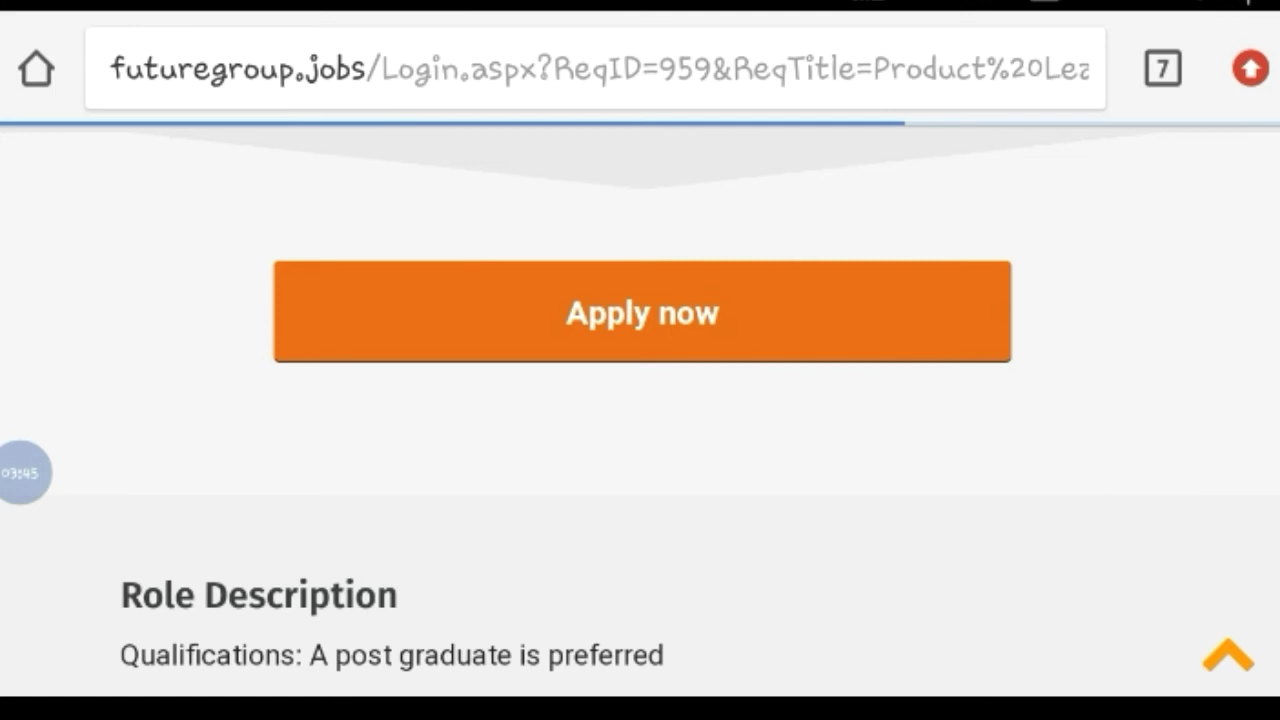 futuregroup.jobs/Login.aspx?ReqID=959&ReqTitle=Product%20Lea
7
Apply now
03:45
Role Description
Qualifications: A post graduate is preferred